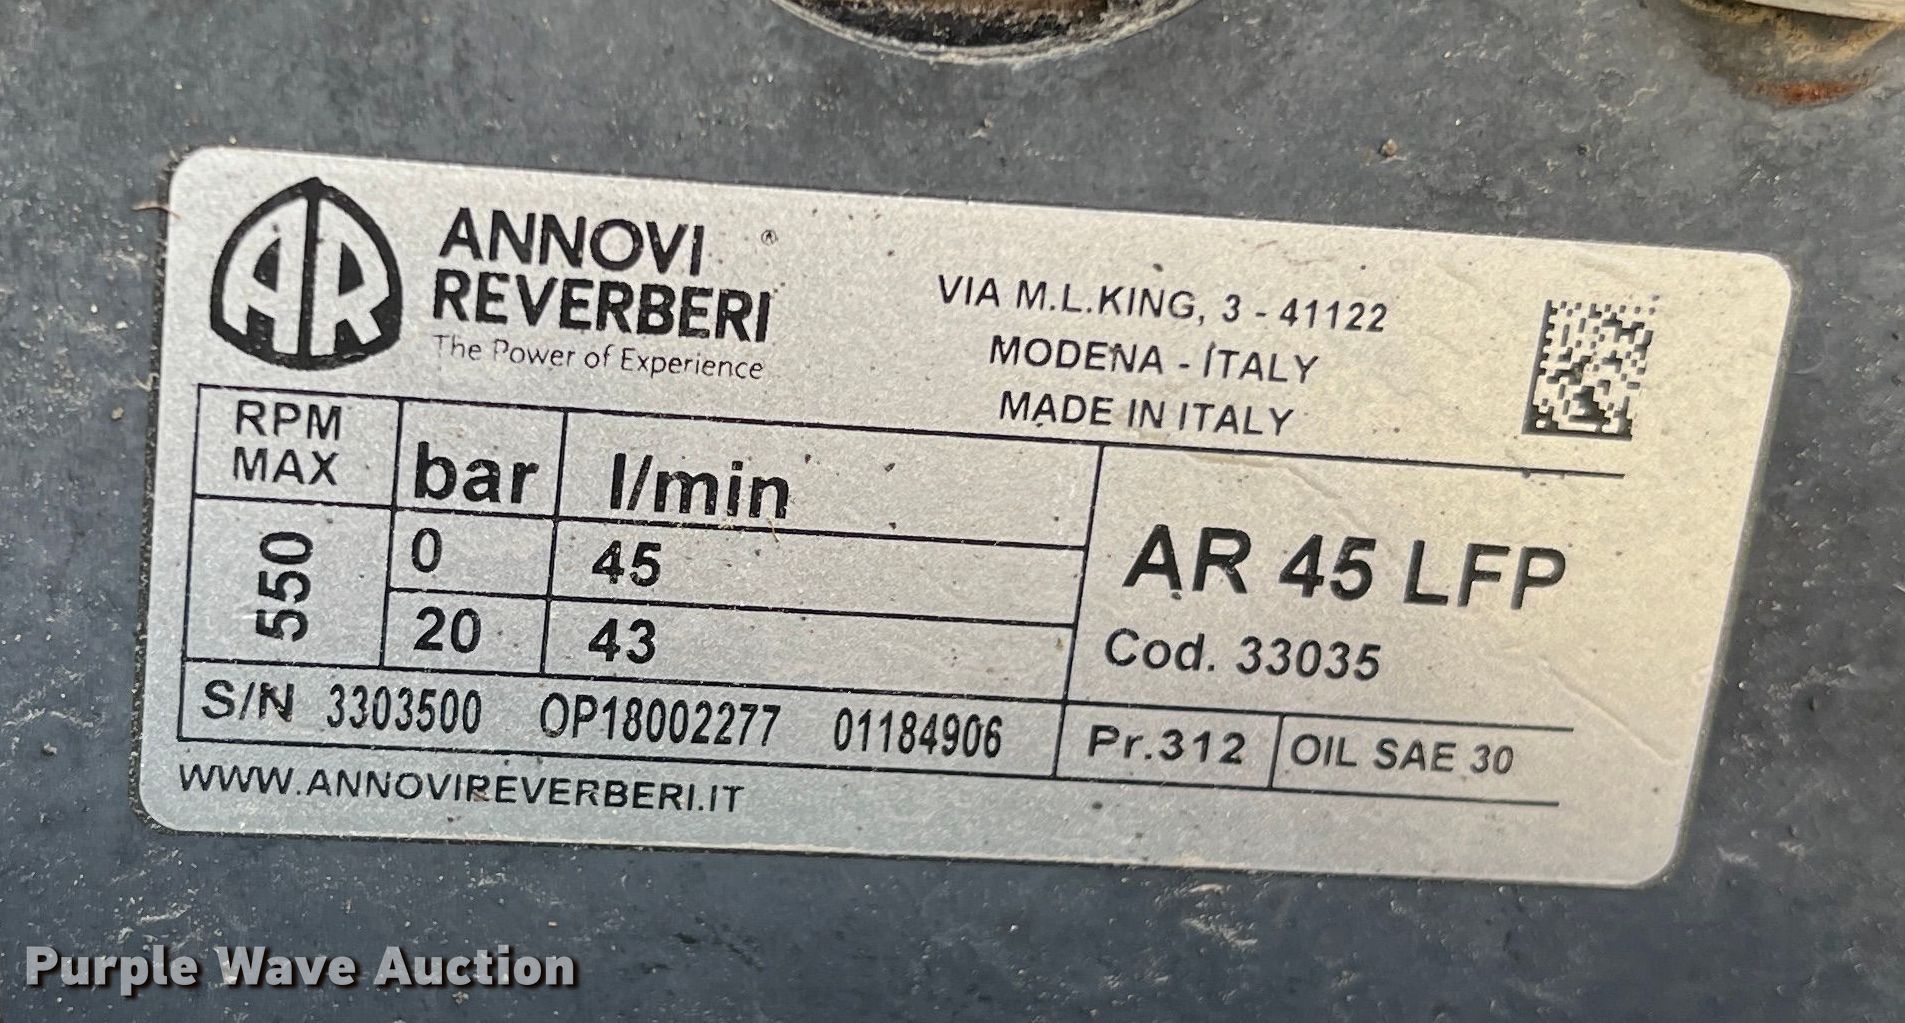 AR
ANNOVI ®
REVERBERI
The Power of Experience
VIA M.L.KING, 3 - 41122
MODENA - ITALY
MADE IN ITALY
RPM
MAX
bar
l/min
550
0
45
20
43
AR 45 LFP
Cod. 33035
S/N 3303500 OP18002277 01184906
Pr.312
OIL SAE 30
WWW.ANNOVIREVERBERI.IT
Purple Wave Auction